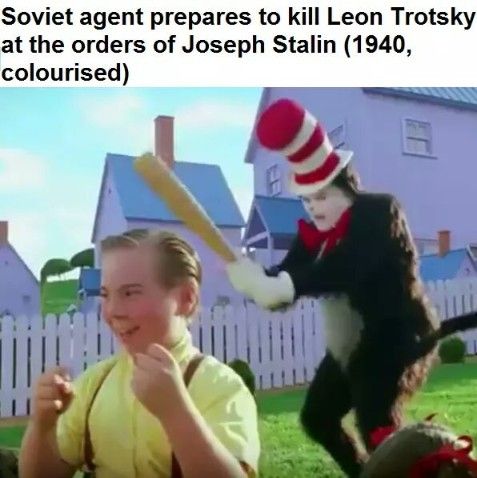 Soviet agent prepares to kill Leon Trotsky
at the orders of Joseph Stalin (1940,
colourised)